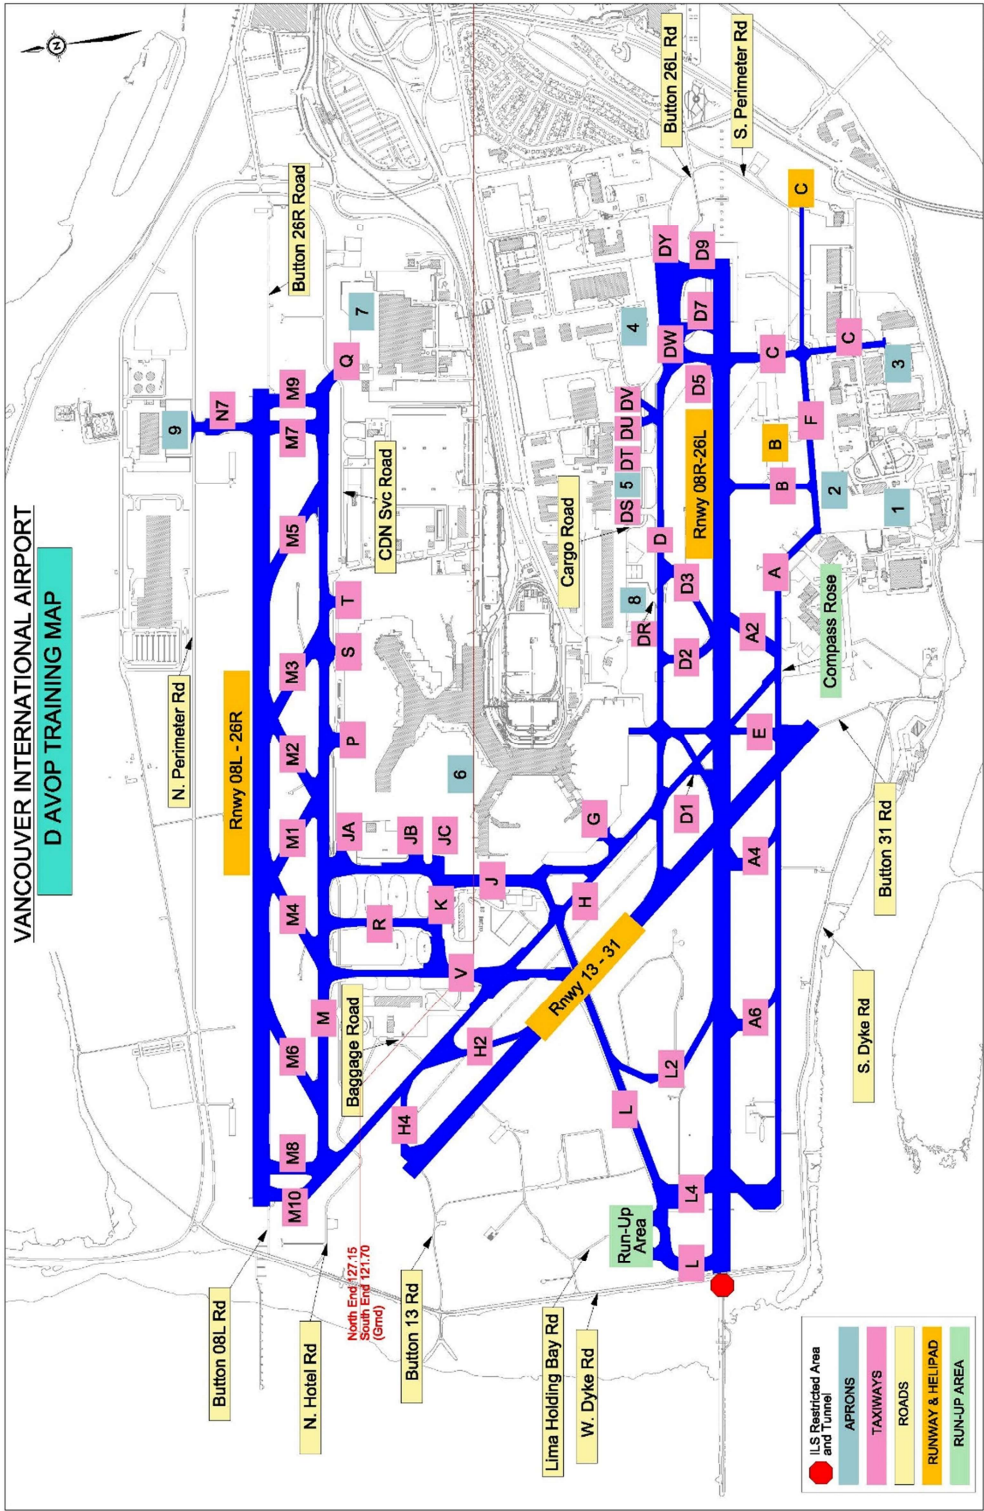 VANCOUVER INTERNATIONAL AIRPORT
D AVOP TRAINING MAP
N
N. Perimeter Rd
9
N7
Button 08L Rd
Rnwy 08L - 26R
M10
M8
M6
M4
M1
M2
M3
M5
M7
M9
Button 26R Road
N. Hotel Rd
M
JA
P
S
T
Q
7
Baggage Road
R
CDN Svc Road
North End 127.15
South End 121.70
(Grnd)
Button 13 Rd
H4
JB
K
JC
V
6
H2
J
Lima Holding Bay Rd
W. Dyke Rd
Rnwy 13 - 31
H
G
Cargo Road
Run-Up
Area
L
DR
8
DS
5
DT
DU
DV
4
D
DW
DY
Button 26L Rd
L
L4
L2
D1
D2
D3
Rnwy 08R-26L
D5
D7
D9
S. Perimeter Rd
A6
A4
E
A2
A
B
B
C
C
F
C
Compass Rose
2
1
3
S. Dyke Rd
Button 31 Rd
ILS Restricted Area
and Tunnel
APRONS
TAXIWAYS
ROADS
RUNWAY & HELIPAD
RUN-UP AREA